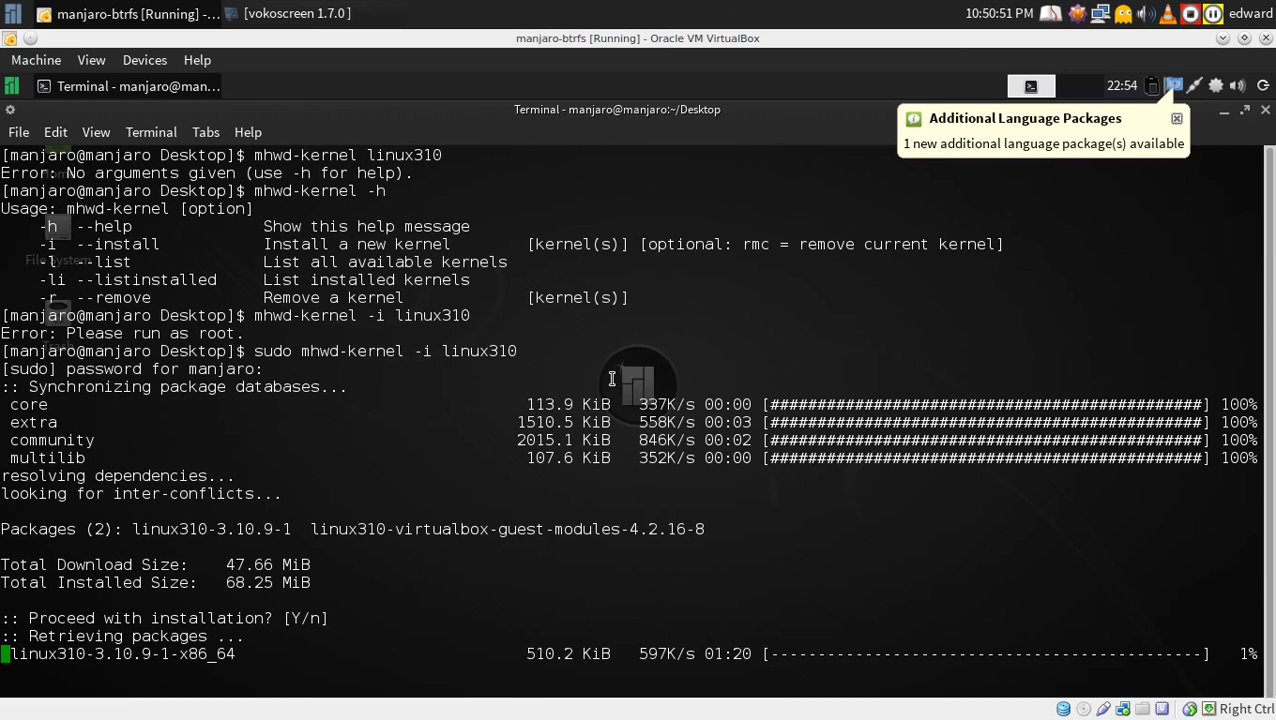 manjaro-btrfs [Running] -...
[vokoscreen 1.7.0]
10:50:51 PM
edward
manjaro-btrfs [Running] - Oracle VM VirtualBox
Machine View Devices Help
Terminal - manjaro@man...
22:54
Terminal - manjaro@manjaro:~/Desktop
Additional Language Packages
1 new additional language package(s) available
File Edit View Terminal Tabs Help
[manjaro@manjaro Desktop]$ mhwd-kernel linux310
Error: No arguments given (use -h for help).
[manjaro@manjaro Desktop]$ mhwd-kernel -h
Usage: mhwd-kernel [option]
-h --help Show this help message
-i --install Install a new kernel [kernel(s)] [optional: rmc = remove current kernel]
-l --list List all available kernels
File System
-li --listinstalled List installed kernels
-r --remove Remove a kernel [kernel(s)]
[manjaro@manjaro Desktop]$ mhwd-kernel -i linux310
Error: Please run as root.
Trash
[manjaro@manjaro Desktop]$ sudo mhwd-kernel -i linux310
[sudo] password for manjaro:
:: Synchronizing package databases...
core 113.9 KiB 337K/s 00:00 [##############################################] 100%
extra 1510.5 KiB 558K/s 00:03 [##############################################] 100%
community 2015.1 KiB 846K/s 00:02 [##############################################] 100%
multilib 107.6 KiB 352K/s 00:00 [##############################################] 100%
resolving dependencies...
looking for inter-conflicts...
Packages (2): linux310-3.10.9-1 linux310-virtualbox-guest-modules-4.2.16-8
Total Download Size: 47.66 MiB
Total Installed Size: 68.25 MiB
:: Proceed with installation? [Y/n]
:: Retrieving packages ...
linux310-3.10.9-1-x86_64 510.2 KiB 597K/s 01:20 [----------------------------------------------] 1%
Right Ctrl